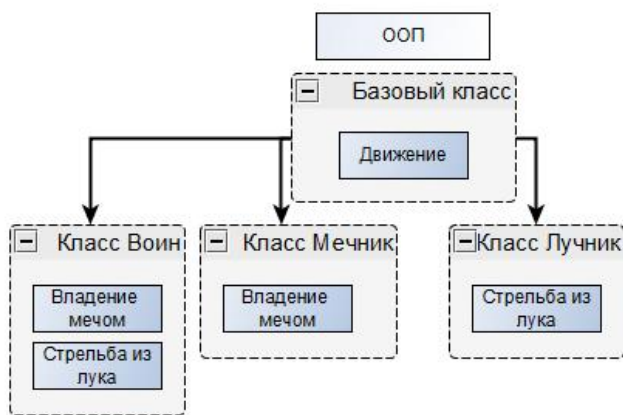 ООП
Базовый класс
Движение
Класс Воин
Владение
мечом
Стрельба из
лука
Класс Мечник
Владение
мечом
Класс Лучник
Стрельба из
лука